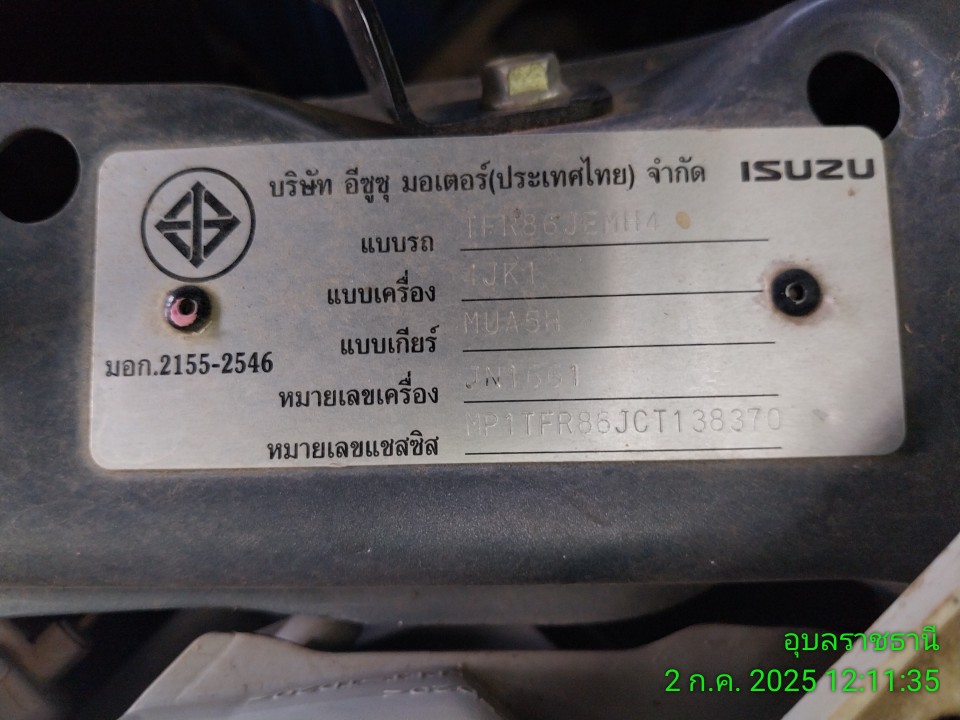 บริษัท อีซูซุ มอเตอร์(ประเทศไทย) จำกัด ISUZU
แบบรถ
แบบเครื่อง 4JK1
แบบเกียร์
มอก.2155-2546
หมายเลขเครื่อง
หมายเลขแชสซิส MP1TFR86JCT138370
อุบลราชธานี
2 ก.ค. 2025 12:11:35